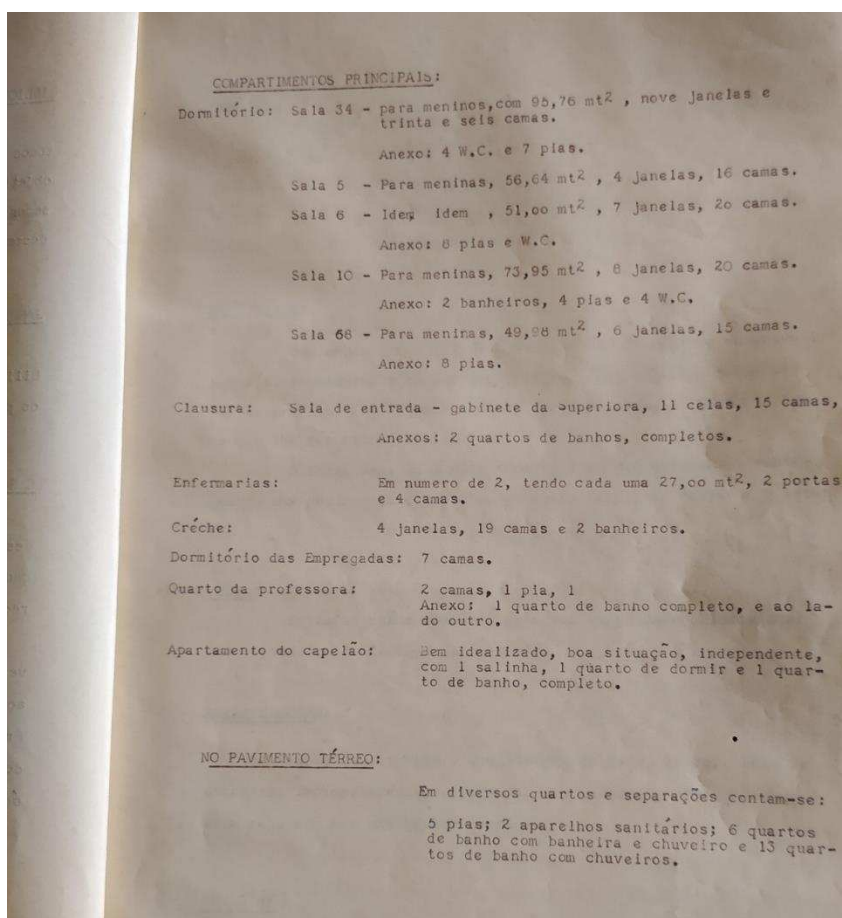 COMPARTIMENTOS PRINCIPAIS:
Dormitório: Sala 34 - para meninos,com 95,76 mt2 , nove janelas e
trinta e seis camas.
Anexo: 4 W.C. e 7 pias.
Sala 5 - Para meninas, 56,64 mt2 , 4 janelas, 16 camas.
Sala 6 - Idem idem , 51,oo mt2 , 7 janelas, 2o camas.
Anexo: 8 pias e W.C.
Sala 10 - Para meninas, 73,95 mt2 , 8 janelas, 20 camas.
Anexo: 2 banheiros, 4 pias e 4 W.C.
Sala 68 - Para meninas, 49,98 mt2 , 6 janelas, 15 camas.
Anexo: 8 pias.
Clausura: Sala de entrada - gabinete da Superiora, 11 celas, 15 camas,
Anexos: 2 quartos de banhos, completos.
Enfermarias: Em numero de 2, tendo cada uma 27,oo mt2, 2 portas
e 4 camas.
Créche: 4 janelas, 19 camas e 2 banheiros.
Dormitório das Empregadas: 7 camas.
Quarto da professora: 2 camas, 1 pia, 1
Anexo: 1 quarto de banho completo, e ao la-
do outro.
Apartamento do capelão: Bem idealizado, boa situação, independente,
com 1 salinha, 1 quarto de dormir e 1 quar-
to de banho, completo.
NO PAVIMENTO TÉRREO:
Em diversos quartos e separações contam-se:
5 pias; 2 aparelhos sanitários; 6 quartos
de banho com banheira e chuveiro e 13 quar-
tos de banho com chuveiros.